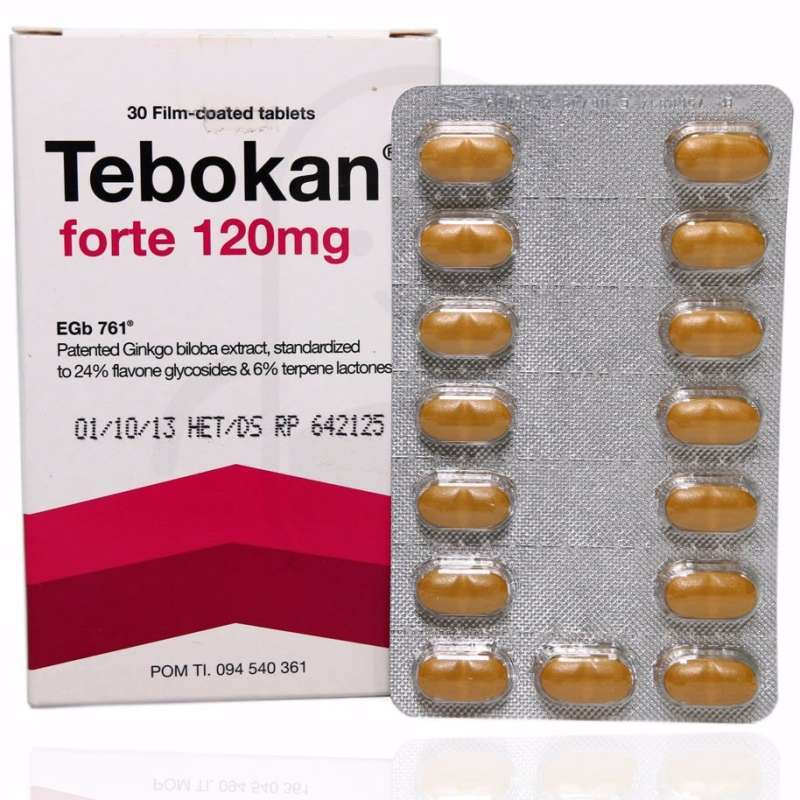 30 Film-coated tablets
Tebokan®
forte 120mg
EGb 761®
Patented Ginkgo biloba extract, standardized
to 24% flavone glycosides & 6% terpene lactones
01/10/13 HET/DS RP 642125
POM TI. 094 540 361